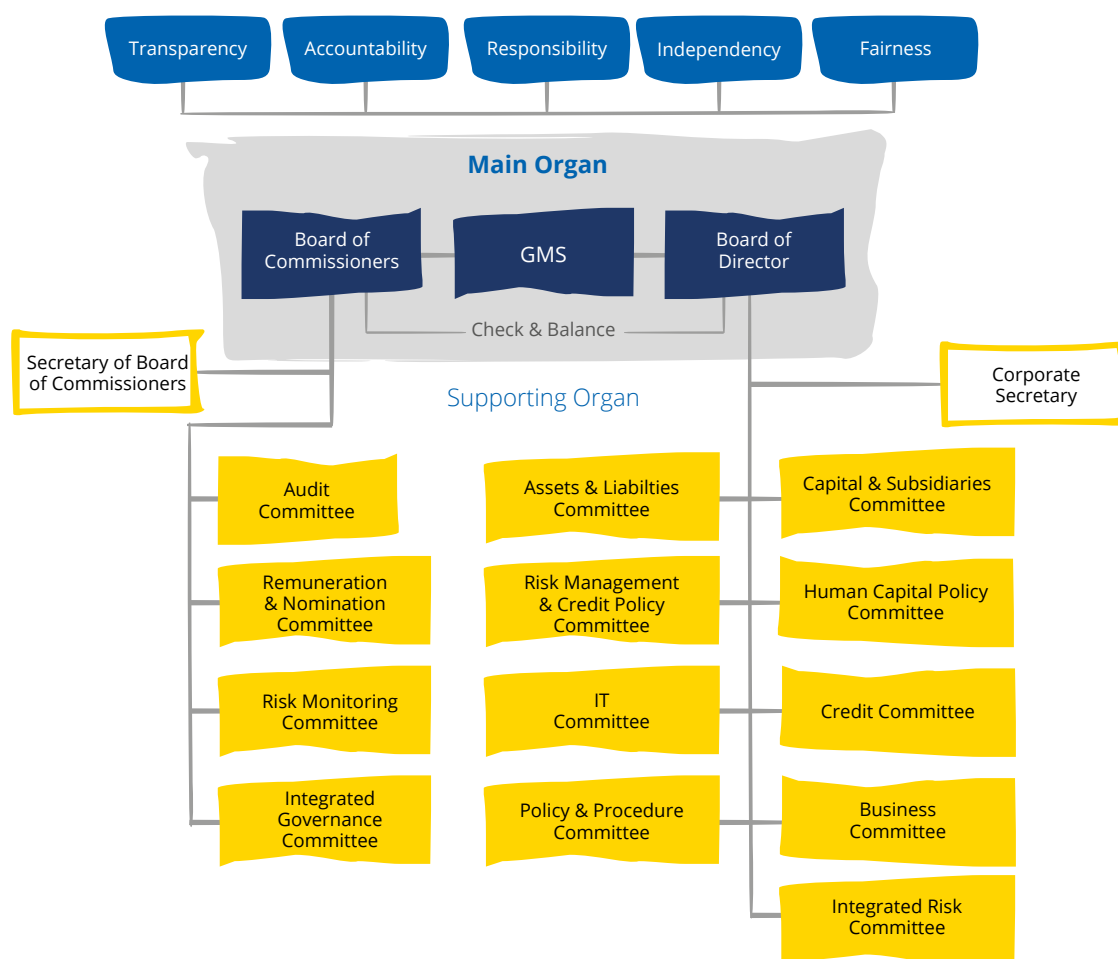 Transparency
Accountability
Responsibility
Independency
Fairness
Main Organ
Board of
Commissioners
GMS
Board of
Director
Check & Balance
Secretary of Board
of Commissioners
Corporate
Secretary
Supporting Organ
Audit
Committee
Assets & Liabilties
Committee
Capital & Subsidiaries
Committee
Remuneration
& Nomination
Committee
Risk Management
& Credit Policy
Committee
Human Capital Policy
Committee
Risk Monitoring
Committee
IT
Committee
Credit Committee
Integrated
Governance
Committee
Policy & Procedure
Committee
Business
Committee
Integrated Risk
Committee